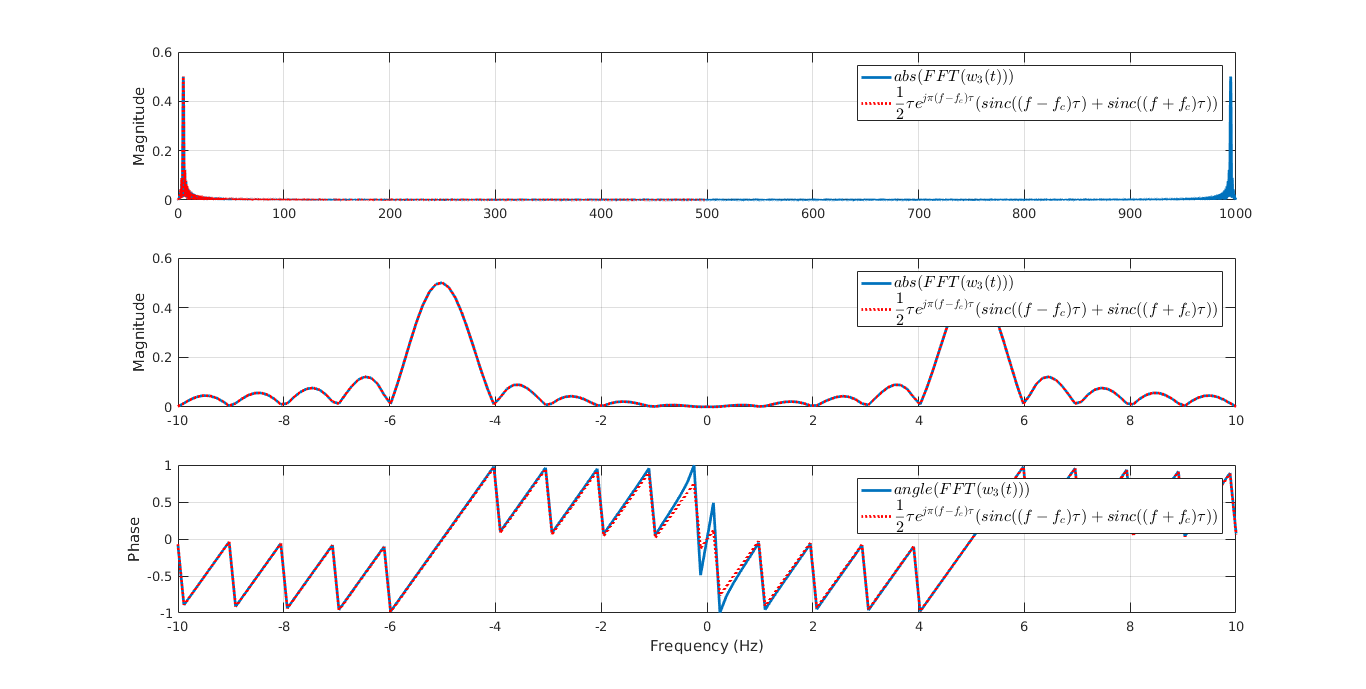 0.6
0.4
0.2
0
Magnitude
0 100 200 300 400 500 600 700 800 900 1000
abs(FFT(w₃(t)))
½τe^{jπ(f−f_c)τ}(sinc((f − f_c)τ) + sinc((f + f_c)τ))
0.6
0.4
0.2
0
Magnitude
-10 -8 -6 -4 -2 0 2 4 6 8 10
abs(FFT(w₃(t)))
½τe^{jπ(f−f_c)τ}(sinc((f − f_c)τ) + sinc((f + f_c)τ))
1
0.5
0
-0.5
-1
Phase
-10 -8 -6 -4 -2 0 2 4 6 8 10
angle(FFT(w₃(t)))
½τe^{jπ(f−f_c)τ}(sinc((f − f_c)τ) + sinc((f + f_c)τ))
Frequency (Hz)